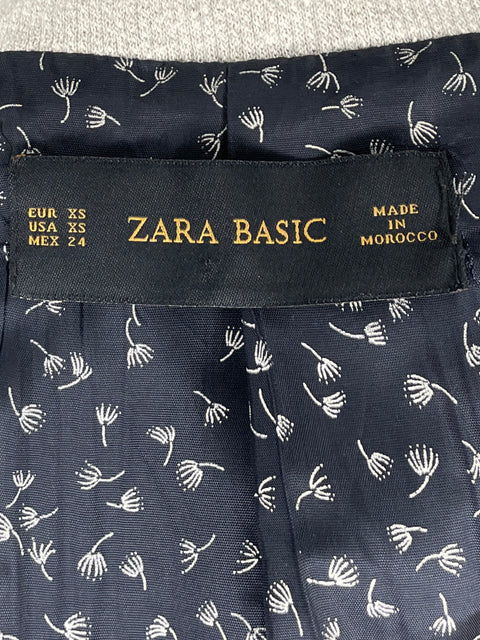 EUR XS
USA XS
MEX 24
ZARA BASIC
MADE
IN
MOROCCO